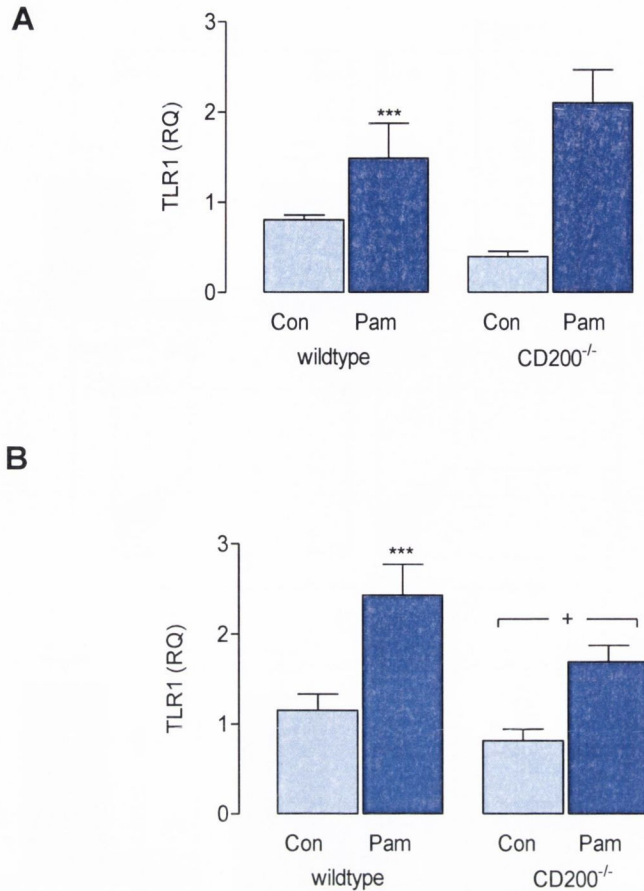 A
TLR1 (RQ)
3
2
1
0
***
Con Pam Con Pam
wildtype CD200-/-
B
TLR1 (RQ)
3
2
1
0
***
+
Con Pam Con Pam
wildtype CD200-/-